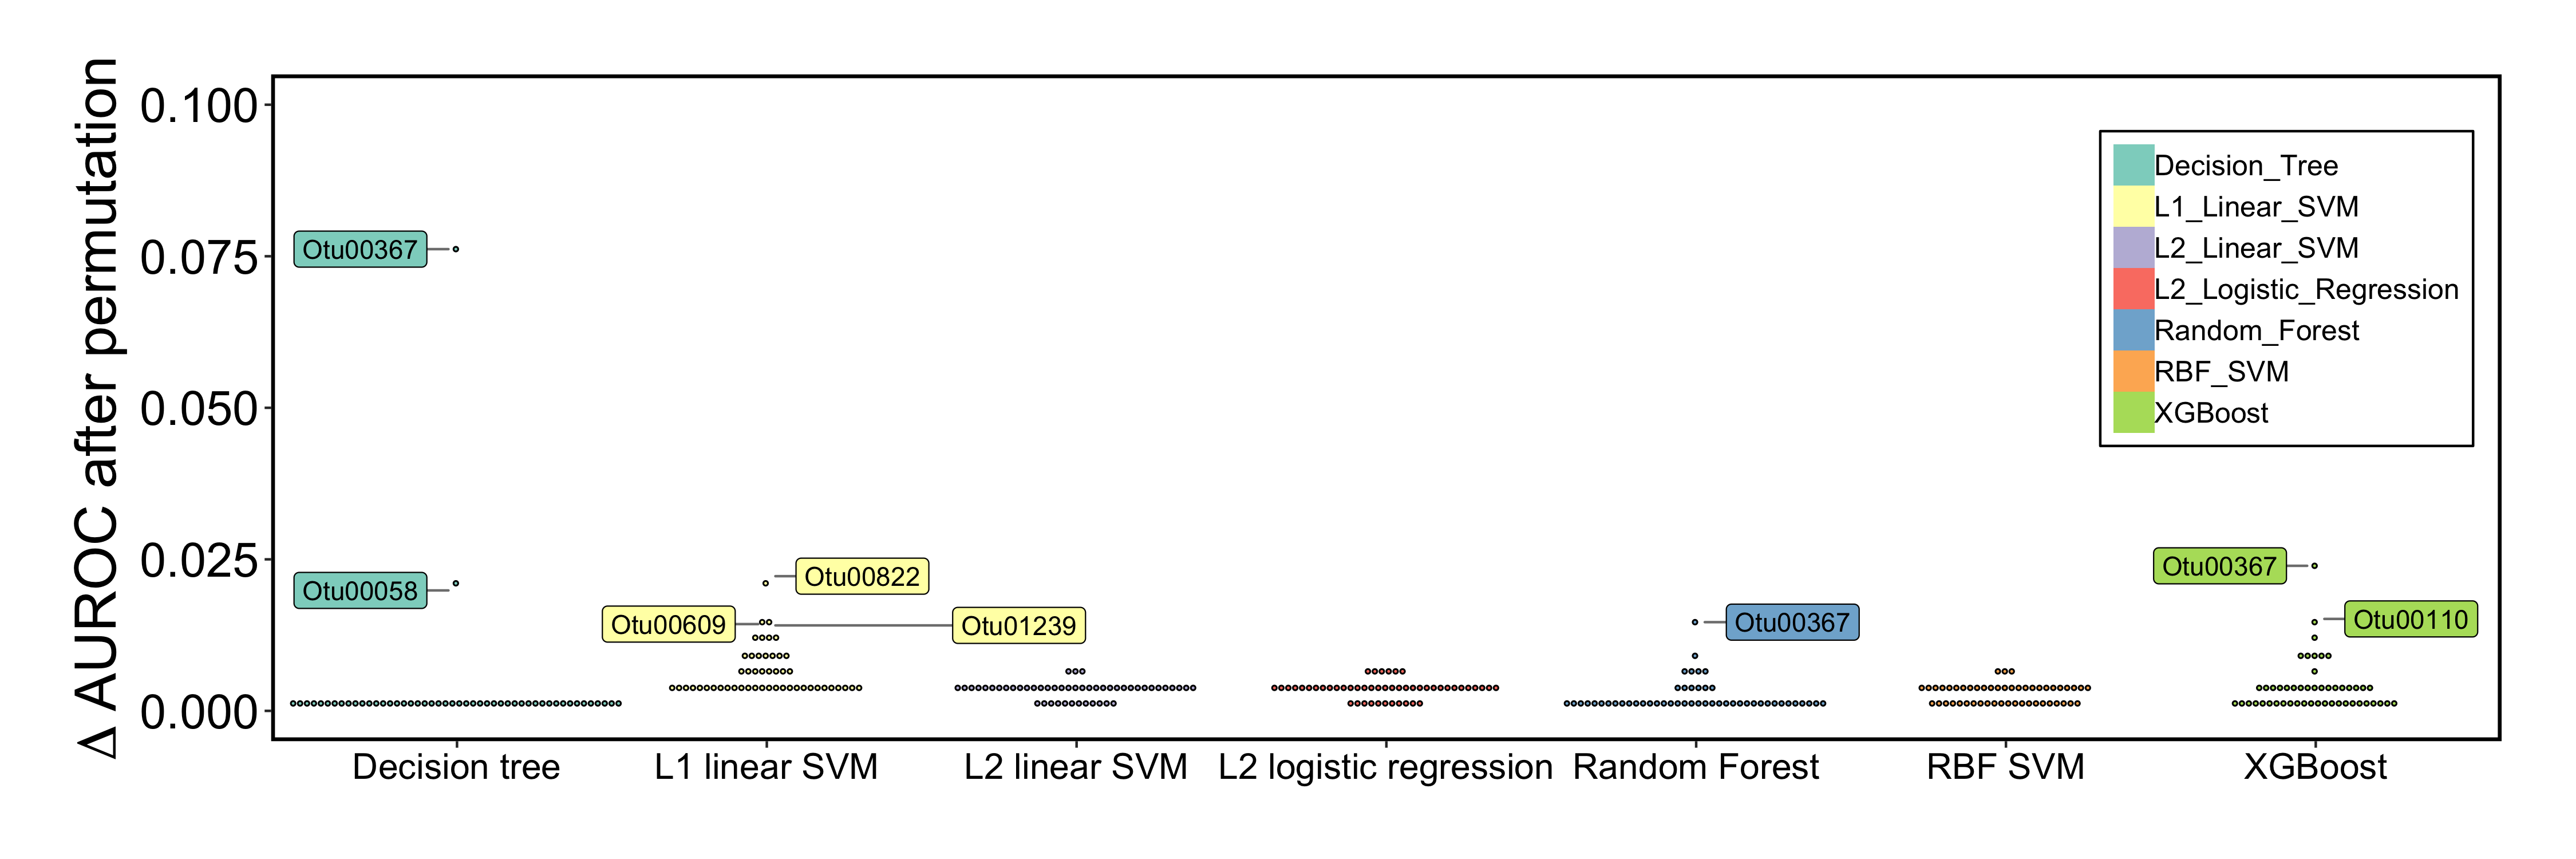 Δ AUROC after permutation
0.100
0.075
0.050
0.025
0.000
Otu00367
Otu00058
Otu00822
Otu00609
Otu01239
Otu00367
Otu00367
Otu00110
Decision_Tree
L1_Linear_SVM
L2_Linear_SVM
L2_Logistic_Regression
Random_Forest
RBF_SVM
XGBoost
Decision tree
L1 linear SVM
L2 linear SVM
L2 logistic regression
Random Forest
RBF SVM
XGBoost